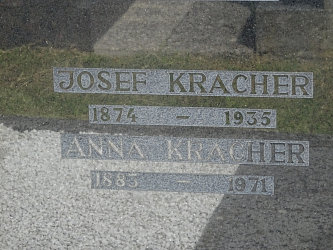 JOSEF KRACHER
1874 - 1935
ANNA KRACHER
1883 - 1971